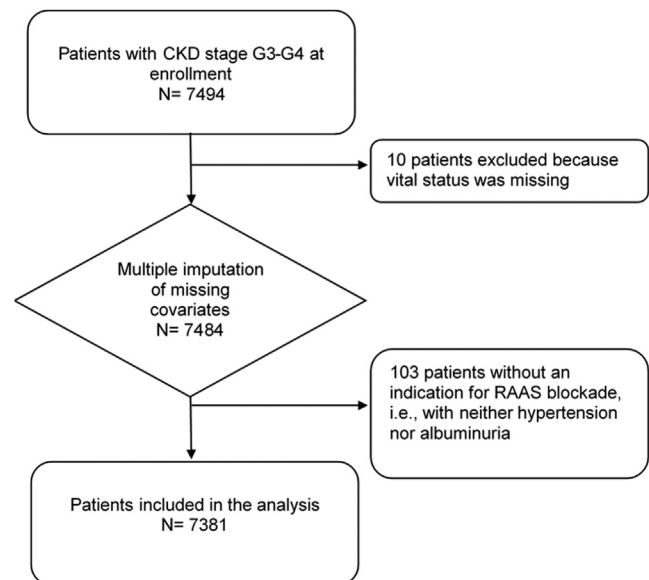 Patients with CKD stage G3-G4 at
enrollment
N= 7494
10 patients excluded because
vital status was missing
Multiple imputation
of missing
covariates
N= 7484
103 patients without an
indication for RAAS blockade,
i.e., with neither hypertension
nor albuminuria
Patients included in the analysis
N= 7381